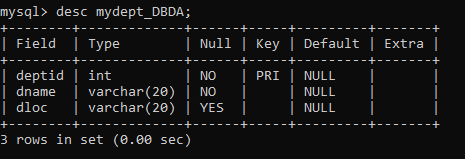 mysql> desc mydept_DBDA;
+--------+-------------+------+-----+---------+-------+
| Field  | Type        | Null | Key | Default | Extra |
+--------+-------------+------+-----+---------+-------+
| deptid | int         | NO   | PRI | NULL    |       |
| dname  | varchar(20) | NO   |     | NULL    |       |
| dloc   | varchar(20) | YES  |     | NULL    |       |
+--------+-------------+------+-----+---------+-------+
3 rows in set (0.00 sec)